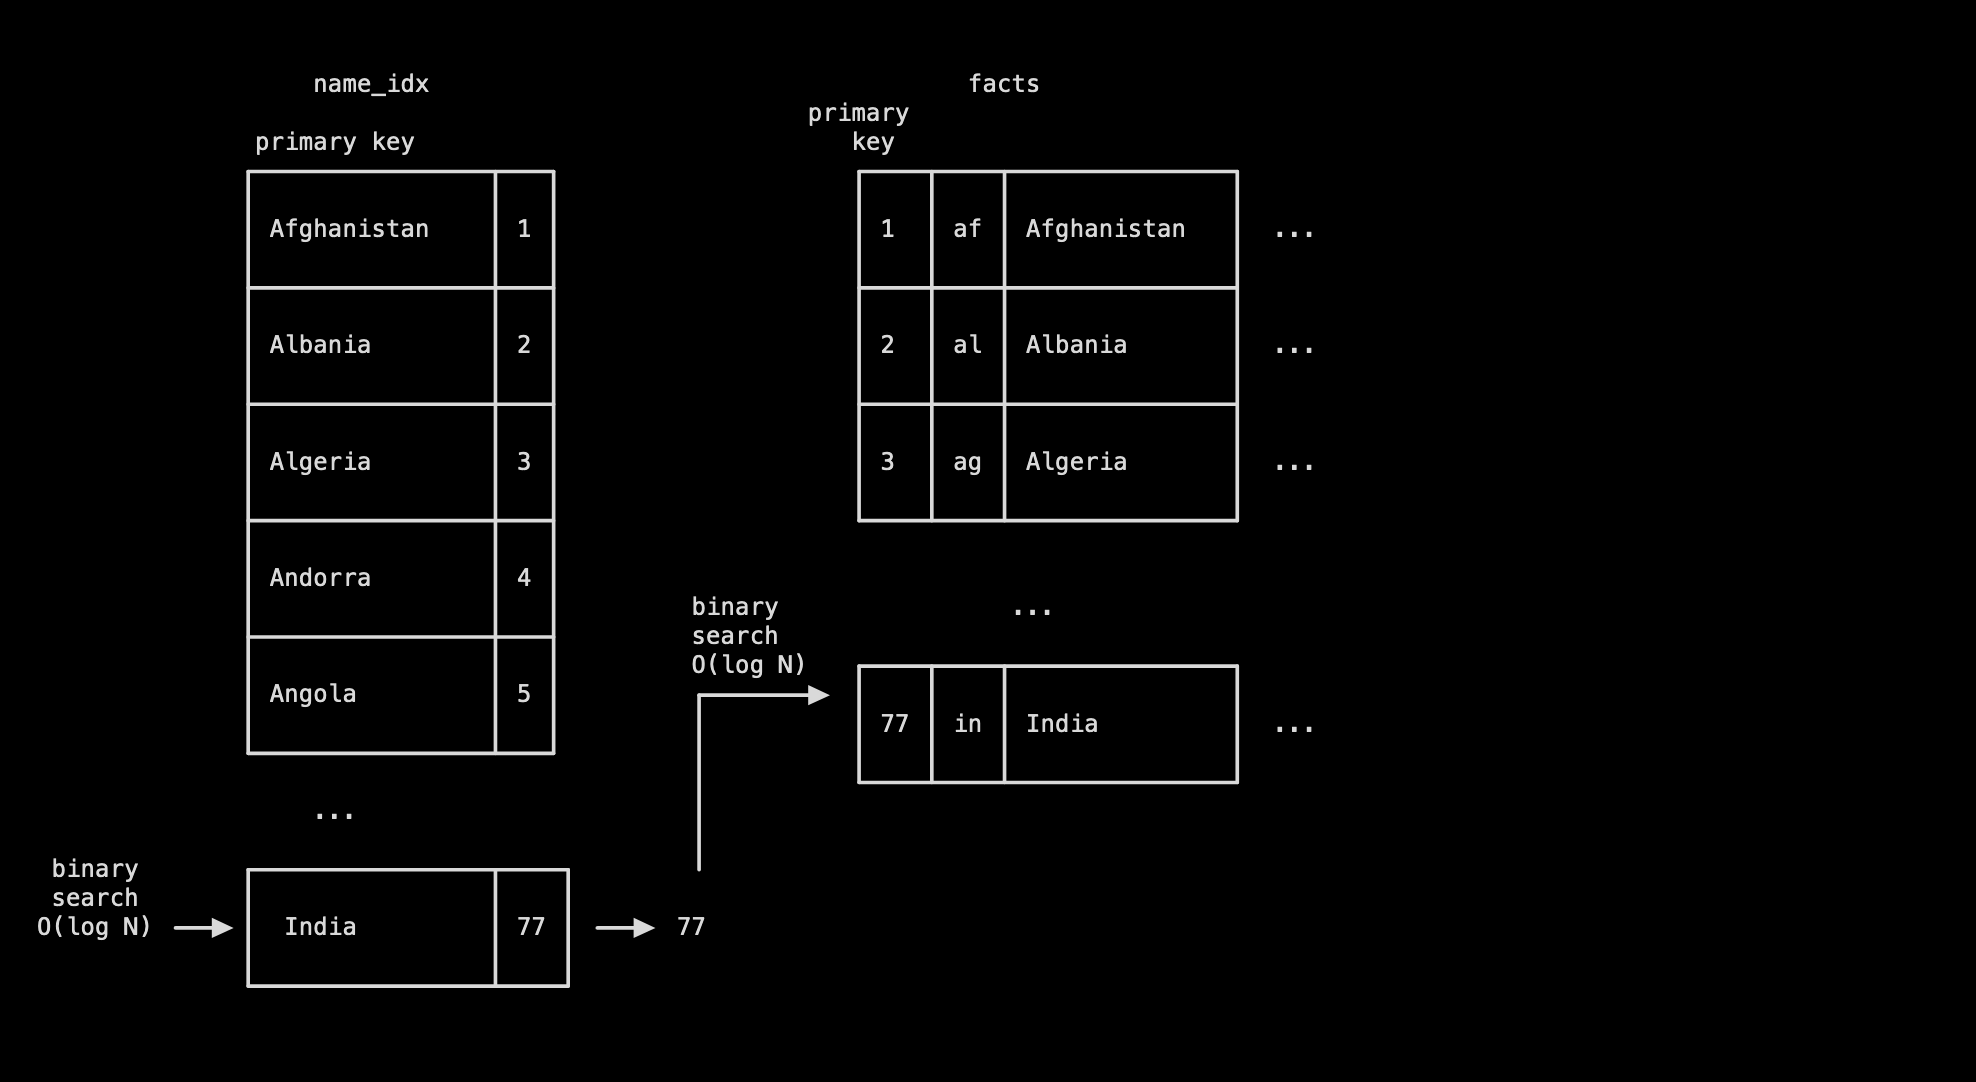 name_idx
primary key
Afghanistan 1
Albania 2
Algeria 3
Andorra 4
Angola 5
...
binary
search
O(log N)
India 77
77
binary
search
O(log N)
facts
primary
key
1 af Afghanistan ...
2 al Albania ...
3 ag Algeria ...
...
77 in India ...